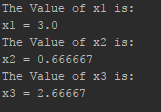 The Value of x1 is:
x1 = 3.0
The Value of x2 is:
x2 = 0.666667
The Value of x3 is:
x3 = 2.66667